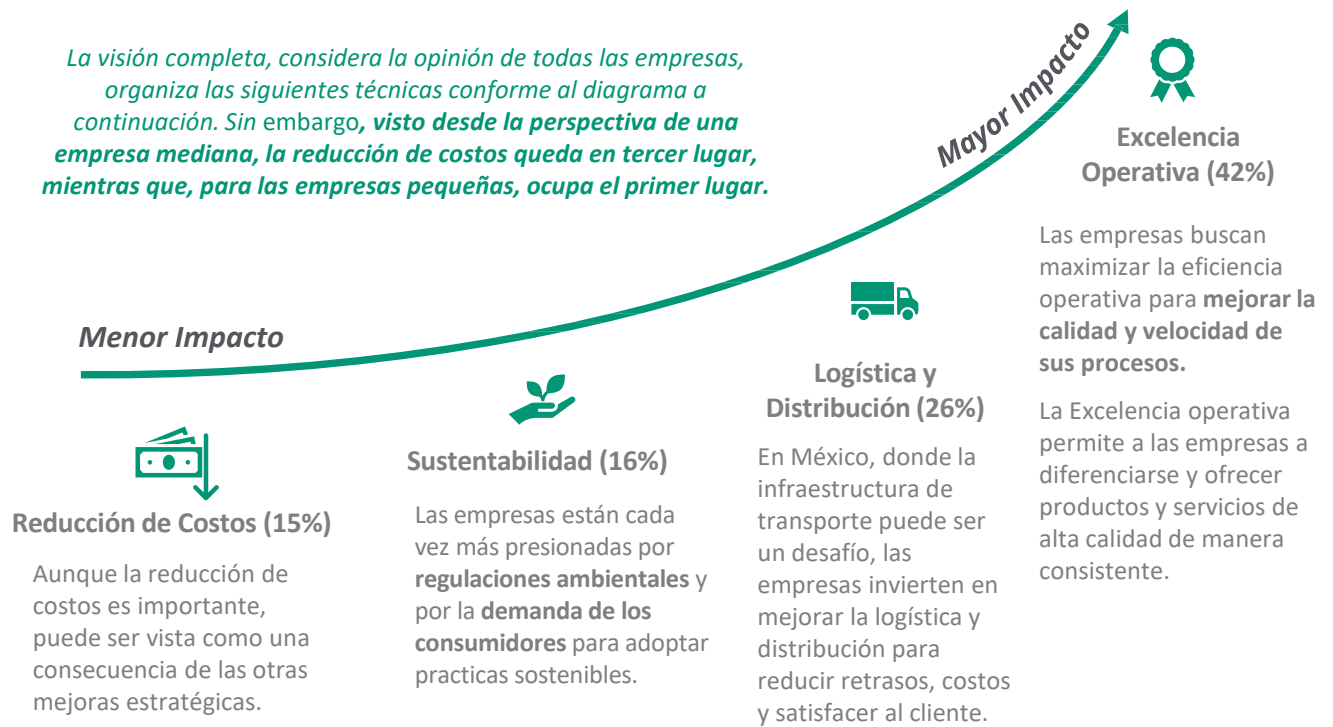 La visión completa, considera la opinión de todas las empresas,
organiza las siguientes técnicas conforme al diagrama a
continuación. Sin embargo, visto desde la perspectiva de una
empresa mediana, la reducción de costos queda en tercer lugar,
mientras que, para las empresas pequeñas, ocupa el primer lugar.
Menor Impacto
Mayor Impacto
Reducción de Costos (15%)
Aunque la reducción de
costos es importante,
puede ser vista como una
consecuencia de las otras
mejoras estratégicas.
Sustentabilidad (16%)
Las empresas están cada
vez más presionadas por
regulaciones ambientales y
por la demanda de los
consumidores para adoptar
practicas sostenibles.
Logística y
Distribución (26%)
En México, donde la
infraestructura de
transporte puede ser
un desafío, las
empresas invierten en
mejorar la logística y
distribución para
reducir retrasos, costos
y satisfacer al cliente.
Excelencia
Operativa (42%)
Las empresas buscan
maximizar la eficiencia
operativa para mejorar la
calidad y velocidad de
sus procesos.
La Excelencia operativa
permite a las empresas a
diferenciarse y ofrecer
productos y servicios de
alta calidad de manera
consistente.